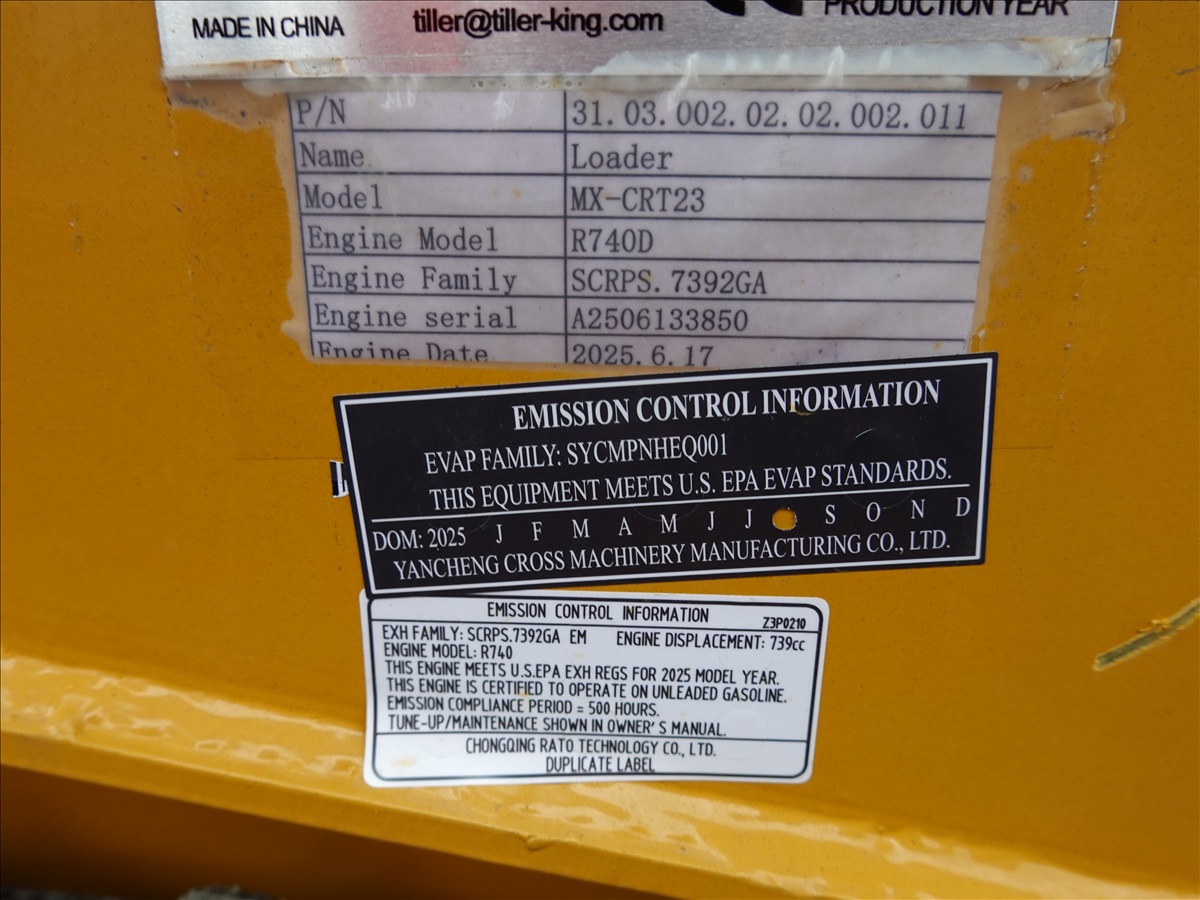 MADE IN CHINA tiller@tiller-king.com PRODUCTION YEAR
P/N 31.03.002.02.02.002.011
Name Loader
Model MX-CRT23
Engine Model R740D
Engine Family SCRPS.7392GA
Engine serial A2506133850
Engine Date 2025.6.17
EMISSION CONTROL INFORMATION
EVAP FAMILY: SYCMPNHEQ001
THIS EQUIPMENT MEETS U.S. EPA EVAP STANDARDS.
DOM: 2025 J F M A M J J S O N D
YANCHENG CROSS MACHINERY MANUFACTURING CO., LTD.
EMISSION CONTROL INFORMATION Z3P0210
EXH FAMILY: SCRPS.7392GA EM ENGINE DISPLACEMENT: 739cc
ENGINE MODEL: R740
THIS ENGINE MEETS U.S.EPA EXH REGS FOR 2025 MODEL YEAR.
THIS ENGINE IS CERTIFIED TO OPERATE ON UNLEADED GASOLINE.
EMISSION COMPLIANCE PERIOD = 500 HOURS.
TUNE-UP/MAINTENANCE SHOWN IN OWNER'S MANUAL.
CHONGQING RATO TECHNOLOGY CO., LTD.
DUPLICATE LABEL